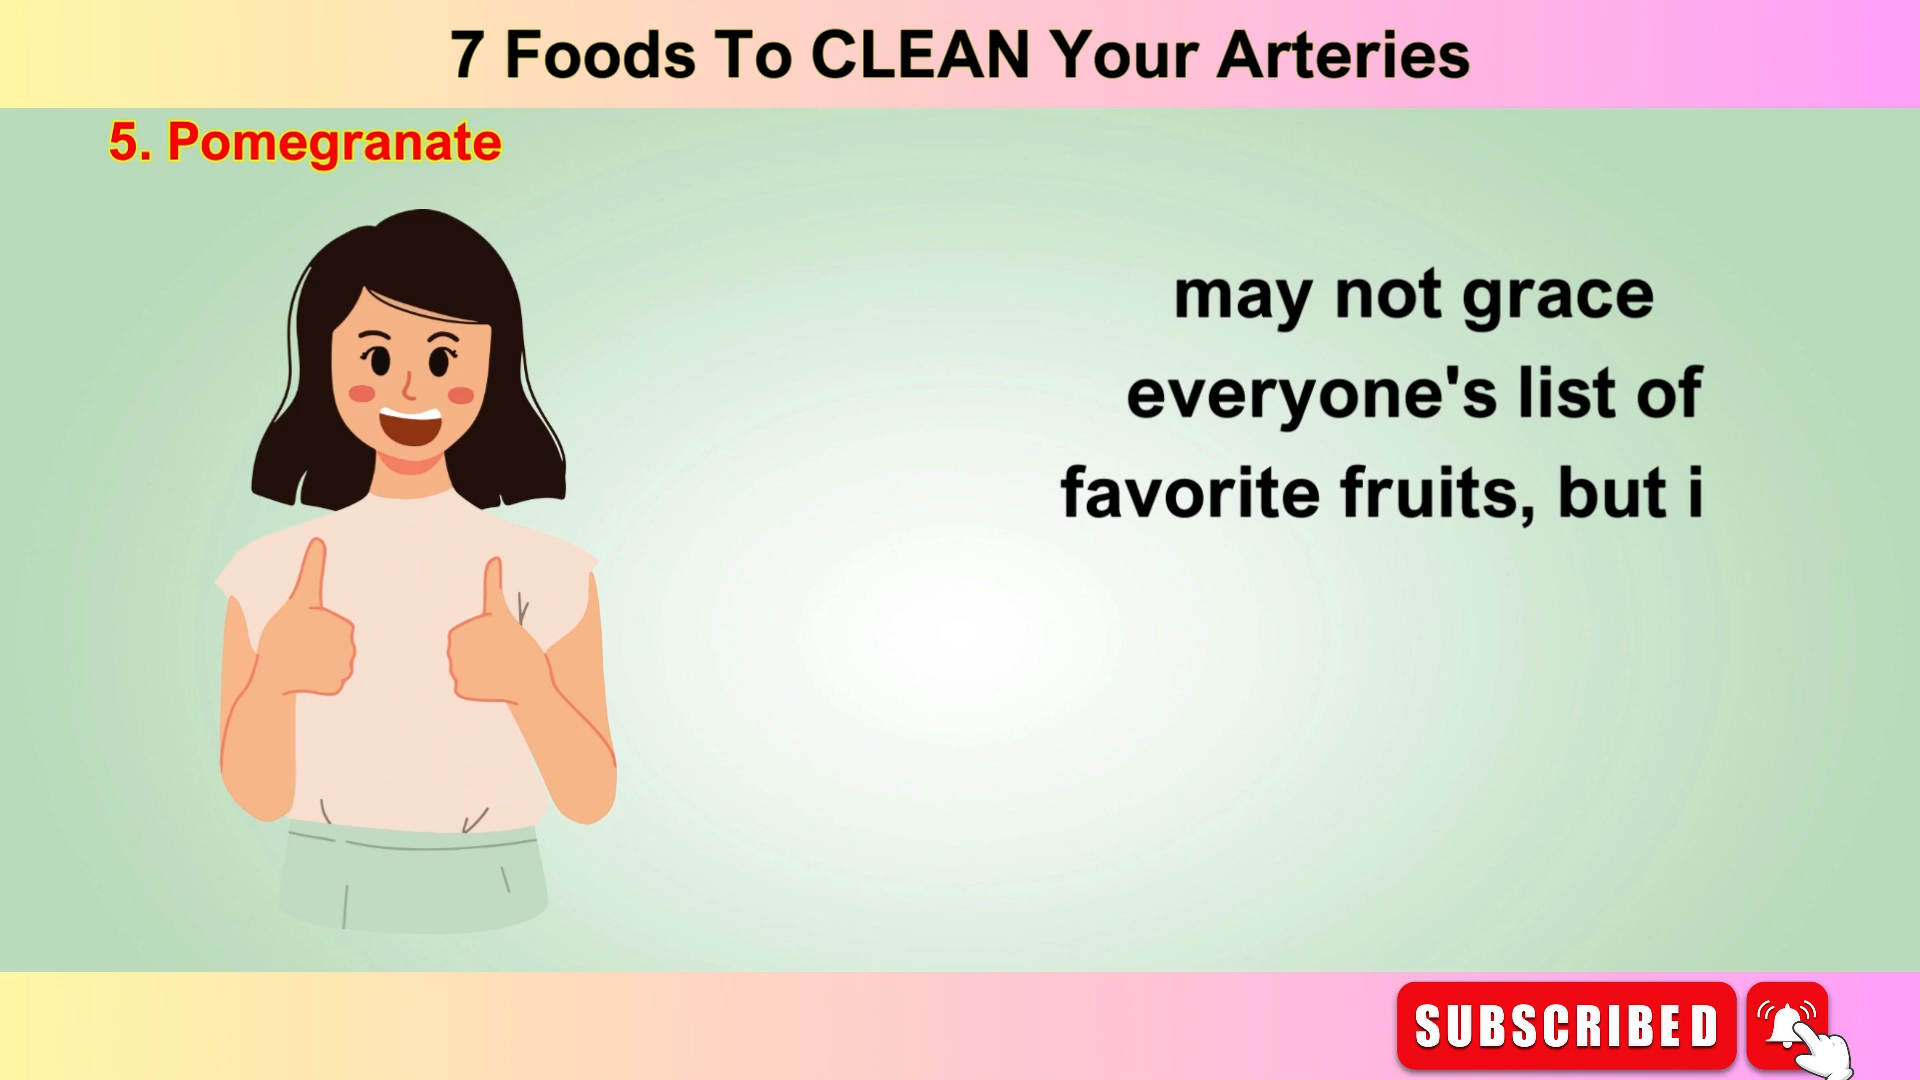 7 Foods To CLEAN Your Arteries
5. Pomegranate
may not grace
everyone's list of
favorite fruits, but i
SUBSCRIBED